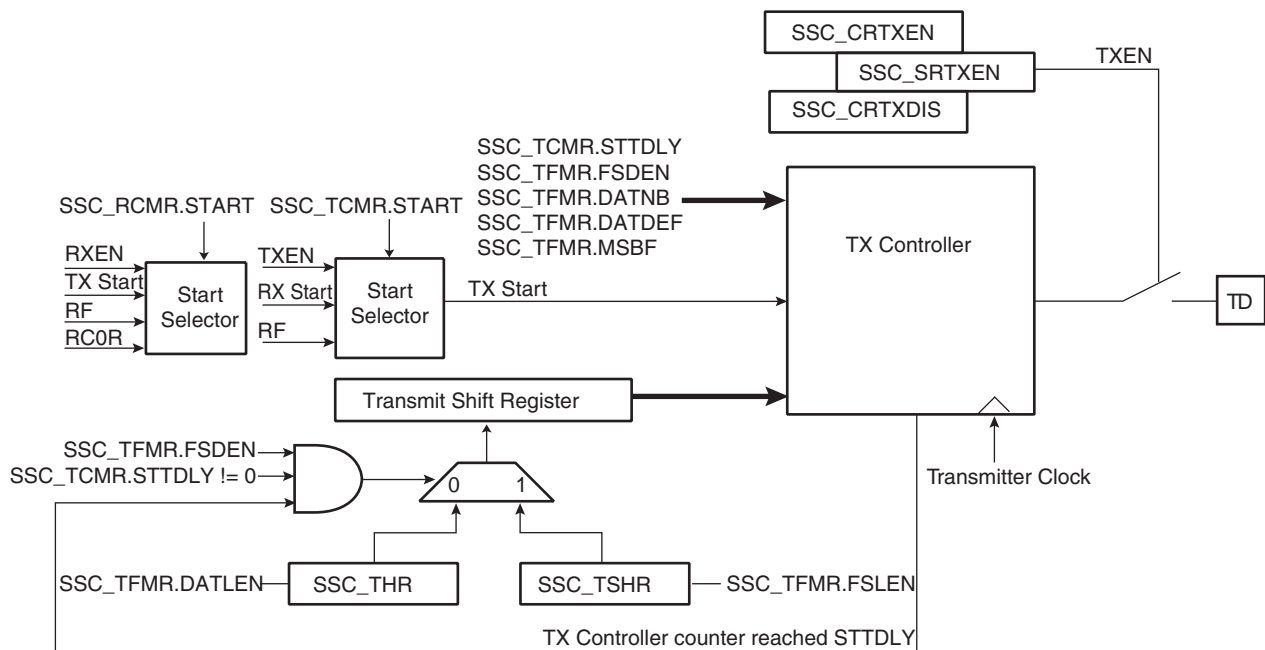 SSC_CRTXEN
SSC_SRTXEN
SSC_CRTXDIS
TXEN
SSC_TCMR.STTDLY
SSC_TFMR.FSDEN
SSC_TFMR.DATNB
SSC_TFMR.DATDEF
SSC_TFMR.MSBF
SSC_RCMR.START
SSC_TCMR.START
RXEN
TX Start
RF
RC0R
Start
Selector
TXEN
RX Start
RF
Start
Selector
TX Start
TX Controller
TD
Transmit Shift Register
SSC_TFMR.FSDEN
SSC_TCMR.STTDLY != 0
0
1
Transmitter Clock
SSC_TFMR.DATLEN
SSC_THR
SSC_TSHR
SSC_TFMR.FSLEN
TX Controller counter reached STTDLY